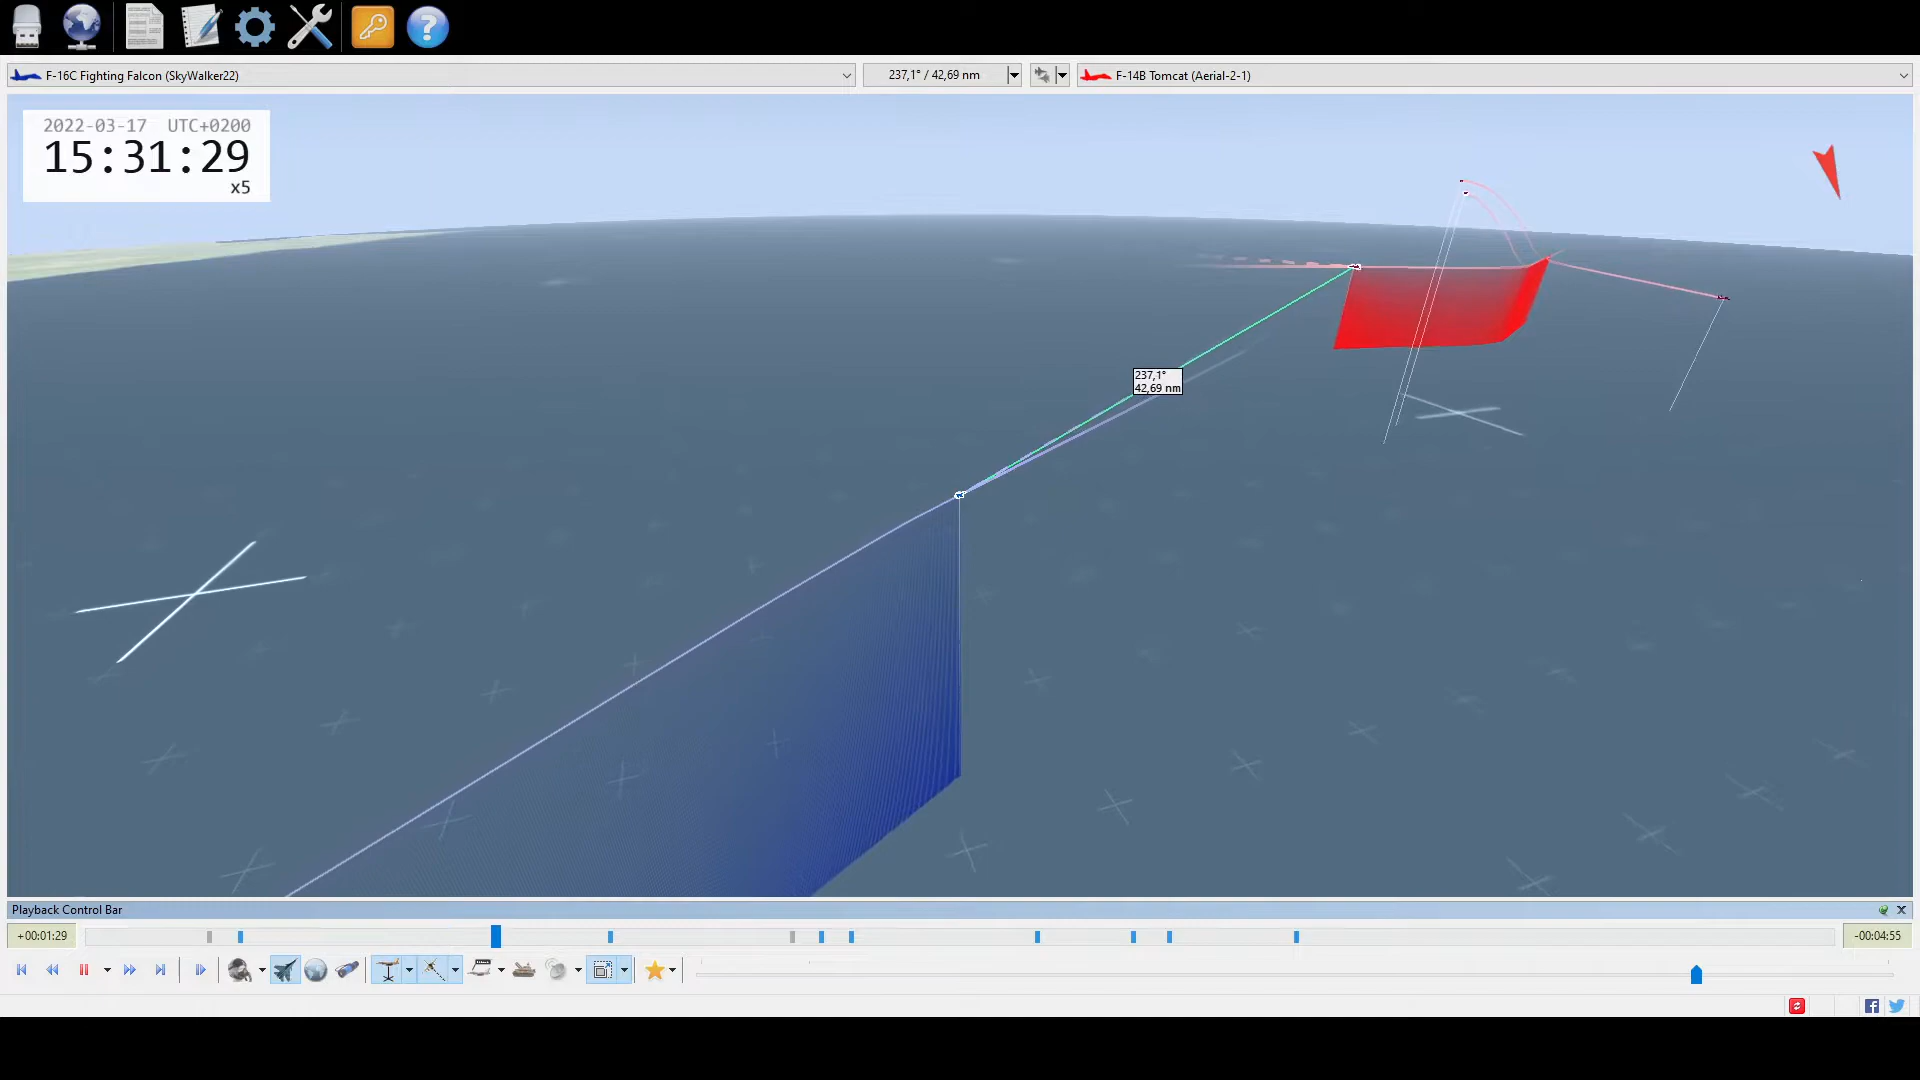 F-16C Fighting Falcon (SkyWalker22)
237,1° / 42,69 nm
F-14B Tomcat (Aerial-2-1)
2022-03-17 UTC+0200
15:31:29
x5
237,1°
42,69 nm
Playback Control Bar
+00:01:29
-00:04:55